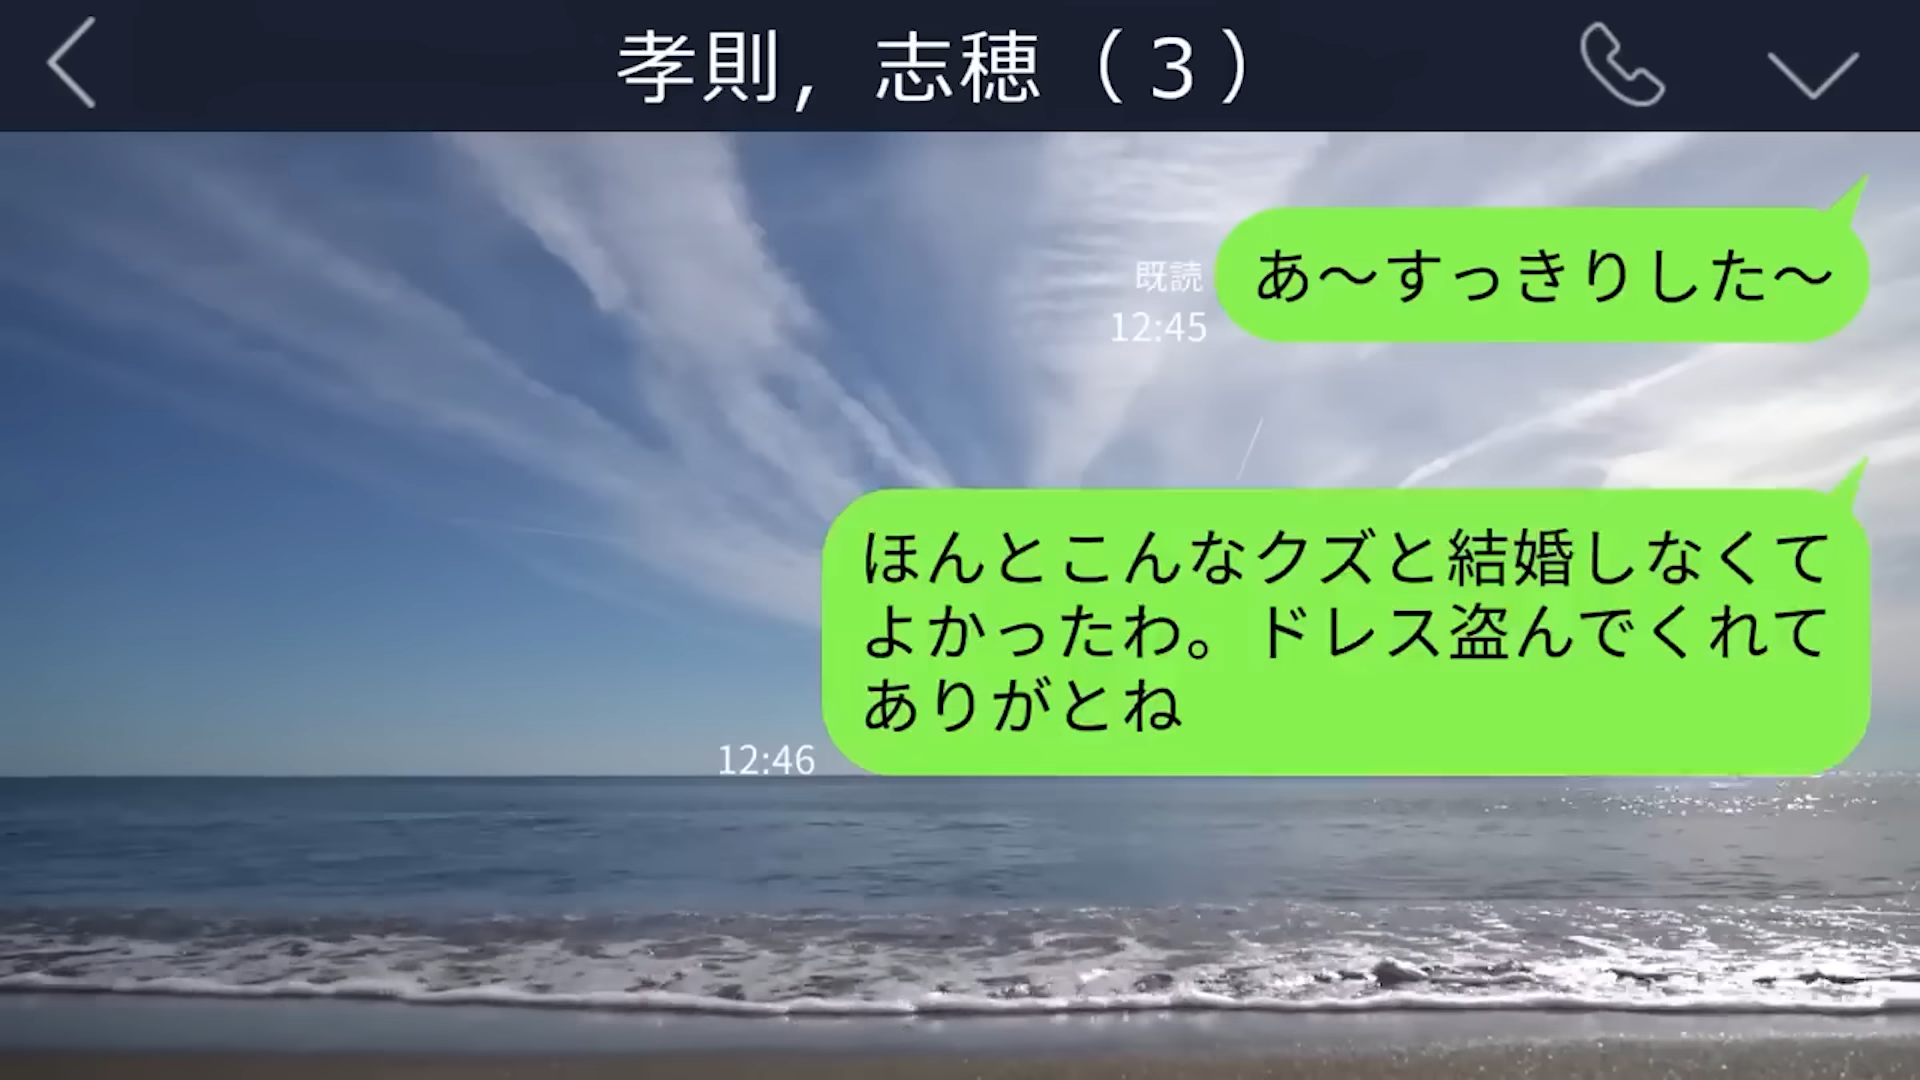 孝則，志穂（３）
あ〜すっきりした〜
既読
12:45
ほんとこんなクズと結婚しなくて
よかったわ。ドレス盗んでくれて
ありがとね
12:46